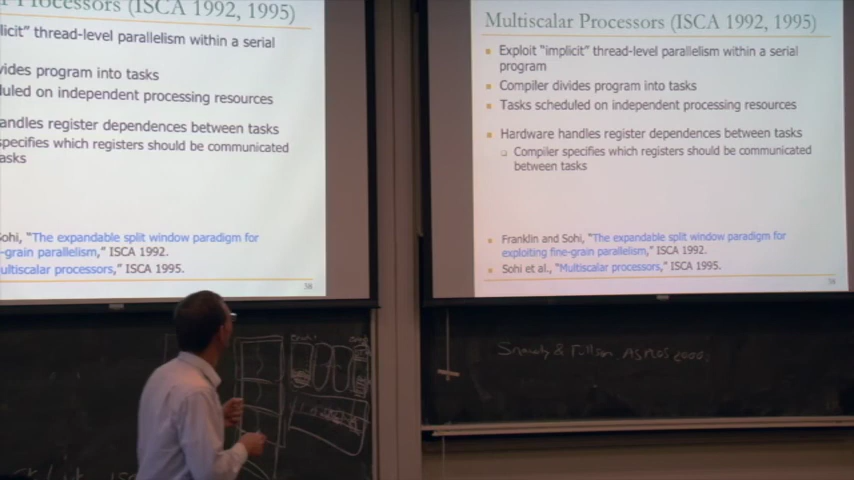 Processors (ISCA 1992, 1995)
licit" thread-level parallelism within a serial
vides program into tasks
uled on independent processing resources
andles register dependences between tasks
specifies which registers should be communicated
asks
Sohi, "The expandable split window paradigm for
-grain parallelism," ISCA 1992.
ultiscalar processors," ISCA 1995.
38
Multiscalar Processors (ISCA 1992, 1995)
Exploit "implicit" thread-level parallelism within a serial
program
Compiler divides program into tasks
Tasks scheduled on independent processing resources
Hardware handles register dependences between tasks
Compiler specifies which registers should be communicated
between tasks
Franklin and Sohi, "The expandable split window paradigm for
exploiting fine-grain parallelism," ISCA 1992.
Sohi et al., "Multiscalar processors," ISCA 1995.
38